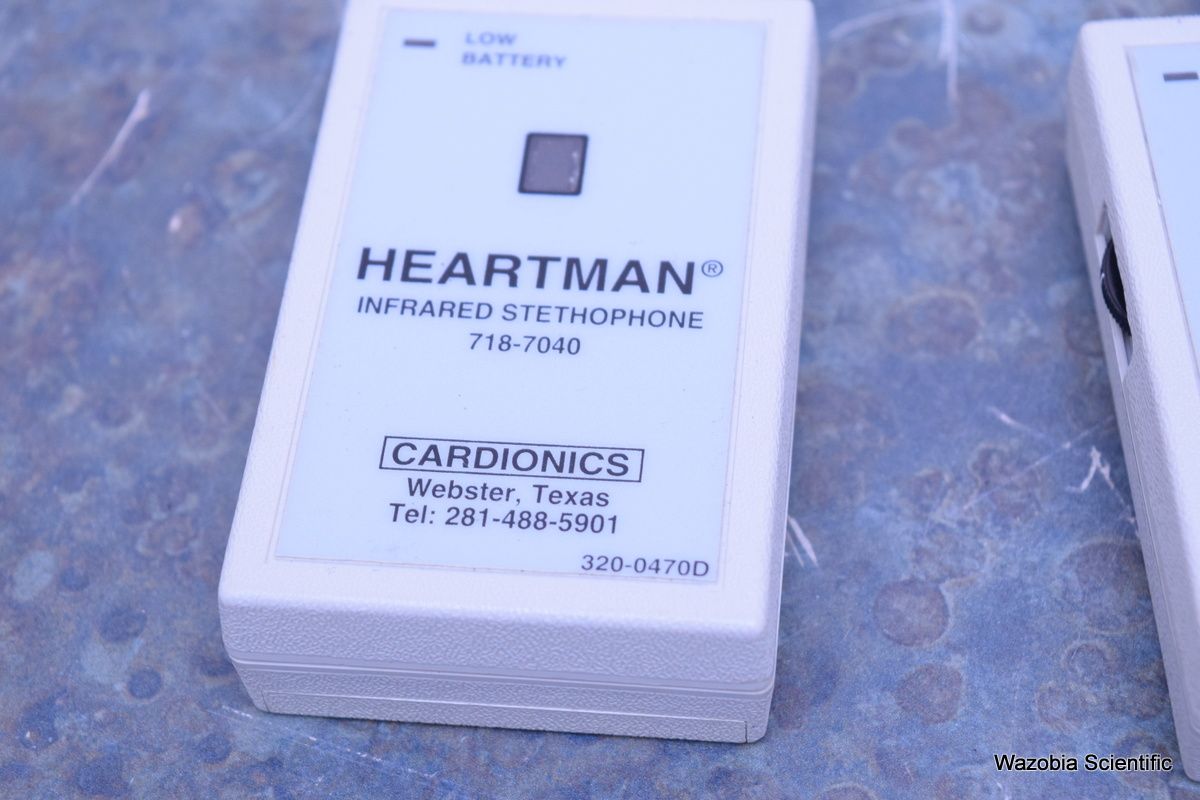 LOW
BATTERY
HEARTMAN®
INFRARED STETHOPHONE
718-7040
CARDIONICS
Webster, Texas
Tel: 281-488-5901
320-0470D
Wazobia Scientific